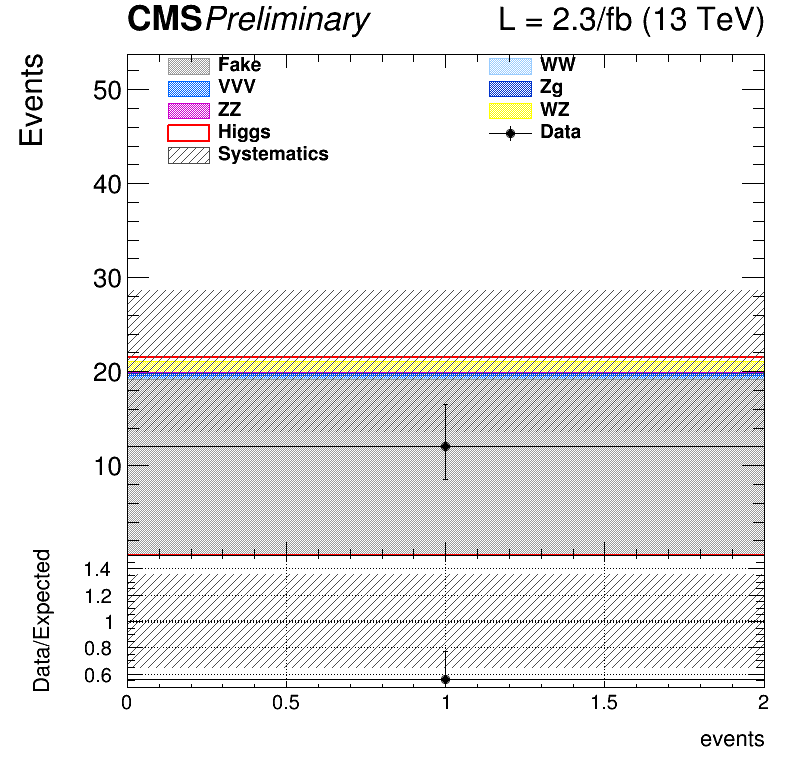 CMS Preliminary L = 2.3/fb (13 TeV)
Events
Fake WW
VVV Zg
ZZ WZ
Higgs Data
Systematics
50
40
30
20
10
Data/Expected
1.4
1.2
1
0.8
0.6
0 0.5 1 1.5 2
events